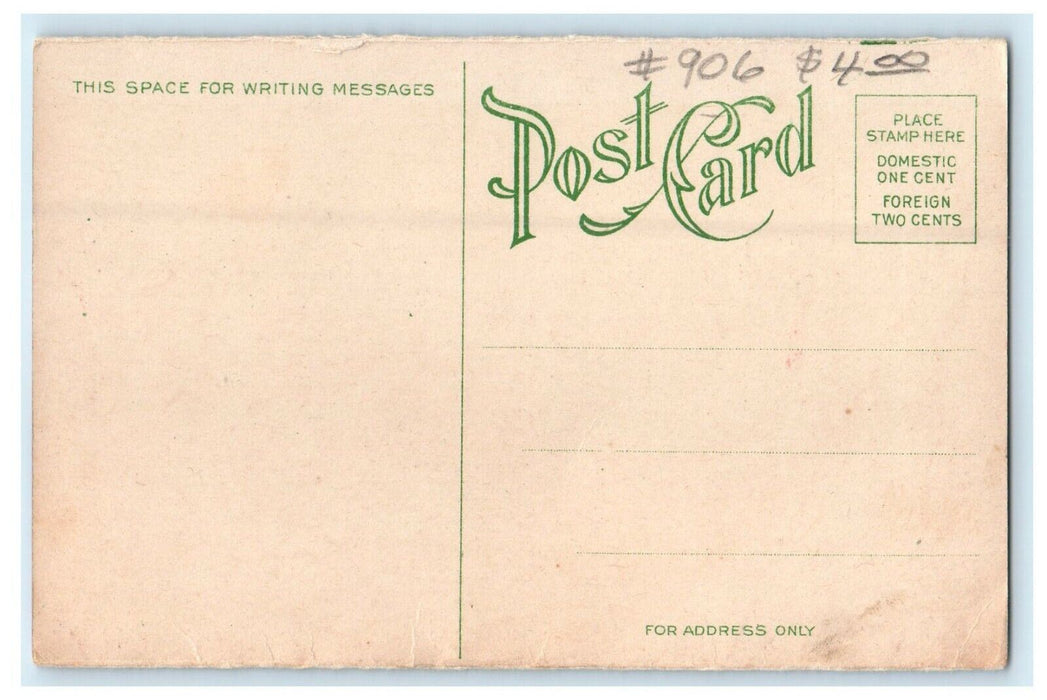 #906 $4.00
THIS SPACE FOR WRITING MESSAGES
Post Card
PLACE
STAMP HERE
DOMESTIC
ONE CENT
FOREIGN
TWO CENTS
FOR ADDRESS ONLY